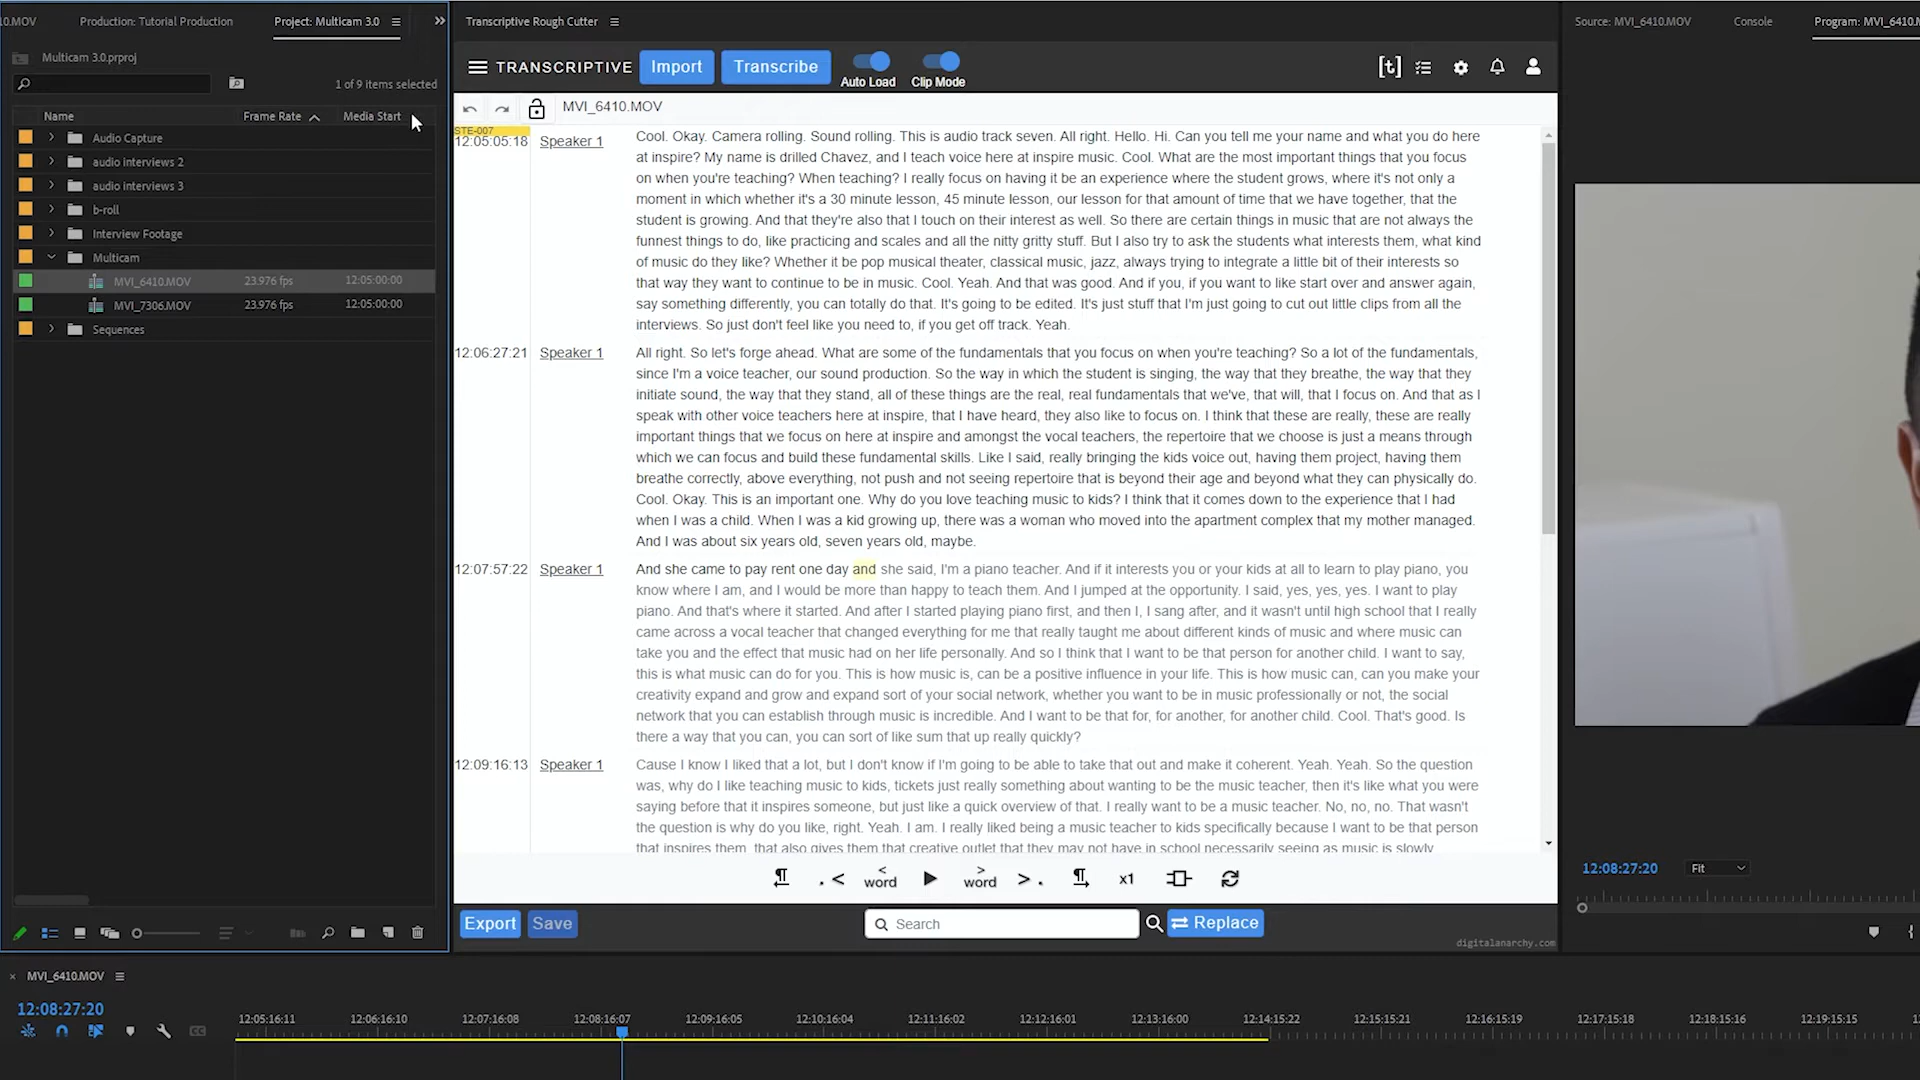 10.MOV
Production: Tutorial Production
Project: Multicam 3.0
Multicam 3.0.prproj
1 of 9 items selected
Name
Frame Rate
Media Start
Audio Capture
audio interviews 2
audio interviews 3
b-roll
Interview Footage
Multicam
MVI_6410.MOV 23.976 fps 12:05:00:00
MVI_7306.MOV 23.976 fps 12:05:00:00
Sequences
Transcriptive Rough Cutter
TRANSCRIPTIVE
Import
Transcribe
Auto Load
Clip Mode
[t]
MVI_6410.MOV
STE-007
12:05:05:18 Speaker 1
Cool. Okay. Camera rolling. Sound rolling. This is audio track seven. All right. Hello. Hi. Can you tell me your name and what you do here
at inspire? My name is drilled Chavez, and I teach voice here at inspire music. Cool. What are the most important things that you focus
on when you're teaching? When teaching? I really focus on having it be an experience where the student grows, where it's not only a
moment in which whether it's a 30 minute lesson, 45 minute lesson, our lesson for that amount of time that we have together, that the
student is growing. And that they're also that I touch on their interest as well. So there are certain things in music that are not always the
funnest things to do, like practicing and scales and all the nitty gritty stuff. But I also try to ask the students what interests them, what kind
of music do they like? Whether it be pop musical theater, classical music, jazz, always trying to integrate a little bit of their interests so
that way they want to continue to be in music. Cool. Yeah. And that was good. And if you, if you want to like start over and answer again,
say something differently, you can totally do that. It's going to be edited. It's just stuff that I'm just going to cut out little clips from all the
interviews. So just don't feel like you need to, if you get off track. Yeah.
12:06:27:21 Speaker 1
All right. So let's forge ahead. What are some of the fundamentals that you focus on when you're teaching? So a lot of the fundamentals,
since I'm a voice teacher, our sound production. So the way in which the student is singing, the way that they breathe, the way that they
initiate sound, the way that they stand, all of these things are the real, real fundamentals that we've, that will, that I focus on. And that as I
speak with other voice teachers here at inspire, that I have heard, they also like to focus on. I think that these are really, these are really
important things that we focus on here at inspire and amongst the vocal teachers, the repertoire that we choose is just a means through
which we can focus and build these fundamental skills. Like I said, really bringing the kids voice out, having them project, having them
breathe correctly, above everything, not push and not seeing repertoire that is beyond their age and beyond what they can physically do.
Cool. Okay. This is an important one. Why do you love teaching music to kids? I think that it comes down to the experience that I had
when I was a child. When I was a kid growing up, there was a woman who moved into the apartment complex that my mother managed.
And I was about six years old, seven years old, maybe.
12:07:57:22 Speaker 1
And she came to pay rent one day and she said, I'm a piano teacher. And if it interests you or your kids at all to learn to play piano, you
know where I am, and I would be more than happy to teach them. And I jumped at the opportunity. I said, yes, yes, yes. I want to play
piano. And that's where it started. And after I started playing piano first, and then I, I sang after, and it wasn't until high school that I really
came across a vocal teacher that changed everything for me that really taught me about different kinds of music and where music can
take you and the effect that music had on her life personally. And so I think that I want to be that person for another child. I want to say,
this is what music can do for you. This is how music is, can be a positive influence in your life. This is how music can, can you make your
creativity expand and grow and expand sort of your social network, whether you want to be in music professionally or not, the social
network that you can establish through music is incredible. And I want to be that for, for another, for another child. Cool. That's good. Is
there a way that you can, you can sort of like sum that up really quickly?
12:09:16:13 Speaker 1
Cause I know I liked that a lot, but I don't know if I'm going to be able to take that out and make it coherent. Yeah. Yeah. So the question
was, why do I like teaching music to kids, tickets just really something about wanting to be the music teacher, then it's like what you were
saying before that it inspires someone, but just like a quick overview of that. I really want to be a music teacher. No, no, no. That wasn't
the question is why do you like, right. Yeah. I am. I really liked being a music teacher to kids specifically because I want to be that person
that inspires them, that also gives them that creative outlet that they may not have in school necessarily seeing as music is slowly
. < < word > word > . x1
Export
Save
Search
Replace
digitalanarchy.com
Source: MVI_6410.MOV
Console
Program: MVI_6410.M
12:08:27:20
Fit
MVI_6410.MOV
12:08:27:20
12:05:16:11 12:06:16:10 12:07:16:08 12:08:16:07 12:09:16:05 12:10:16:04 12:11:16:02 12:12:16:01 12:13:16:00 12:14:15:22 12:15:15:21 12:16:15:19 12:17:15:18 12:18:15:16 12:19:15:15